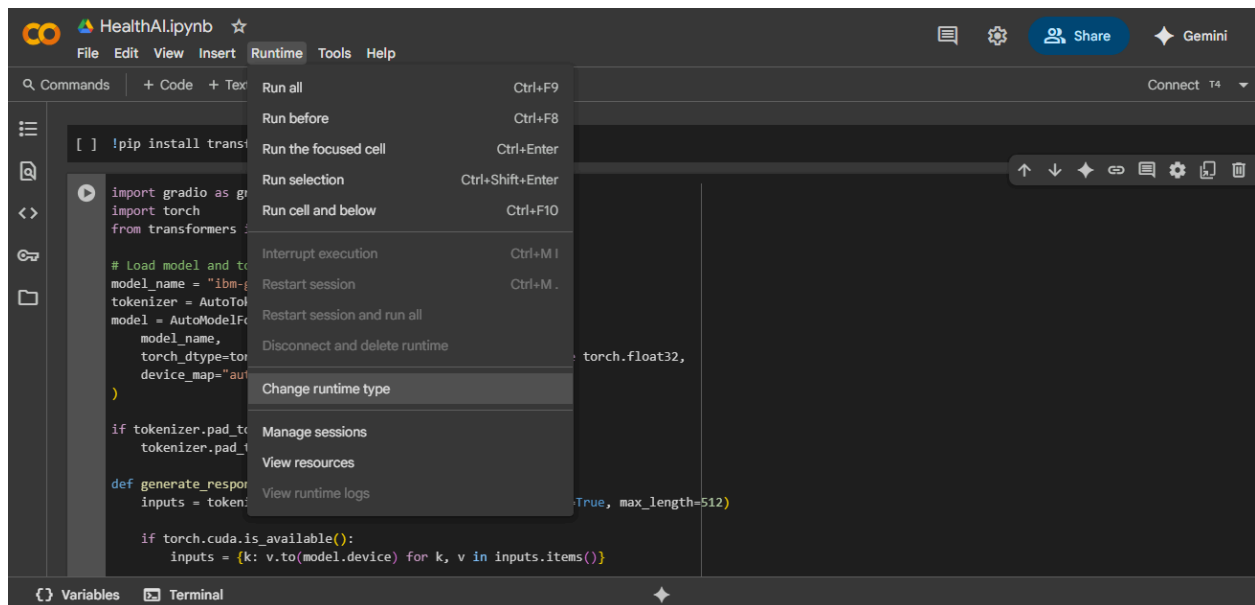 HealthAI.ipynb
File Edit View Insert Runtime Tools Help
Share
Gemini
Commands + Code + Tex
Connect T4
Run all Ctrl+F9
Run before Ctrl+F8
Run the focused cell Ctrl+Enter
Run selection Ctrl+Shift+Enter
Run cell and below Ctrl+F10
Interrupt execution Ctrl+M I
Restart session Ctrl+M .
Restart session and run all
Disconnect and delete runtime
Change runtime type
Manage sessions
View resources
View runtime logs
[ ] !pip install transf
import gradio as gr
import torch
from transformers i
# Load model and to
model_name = "ibm-g
tokenizer = AutoTok
model = AutoModelFo
model_name,
torch_dtype=tor torch.float32,
device_map="aut
)
if tokenizer.pad_to
tokenizer.pad_t
def generate_respon
inputs = tokeni =True, max_length=512)
if torch.cuda.is_available():
inputs = {k: v.to(model.device) for k, v in inputs.items()}
Variables Terminal